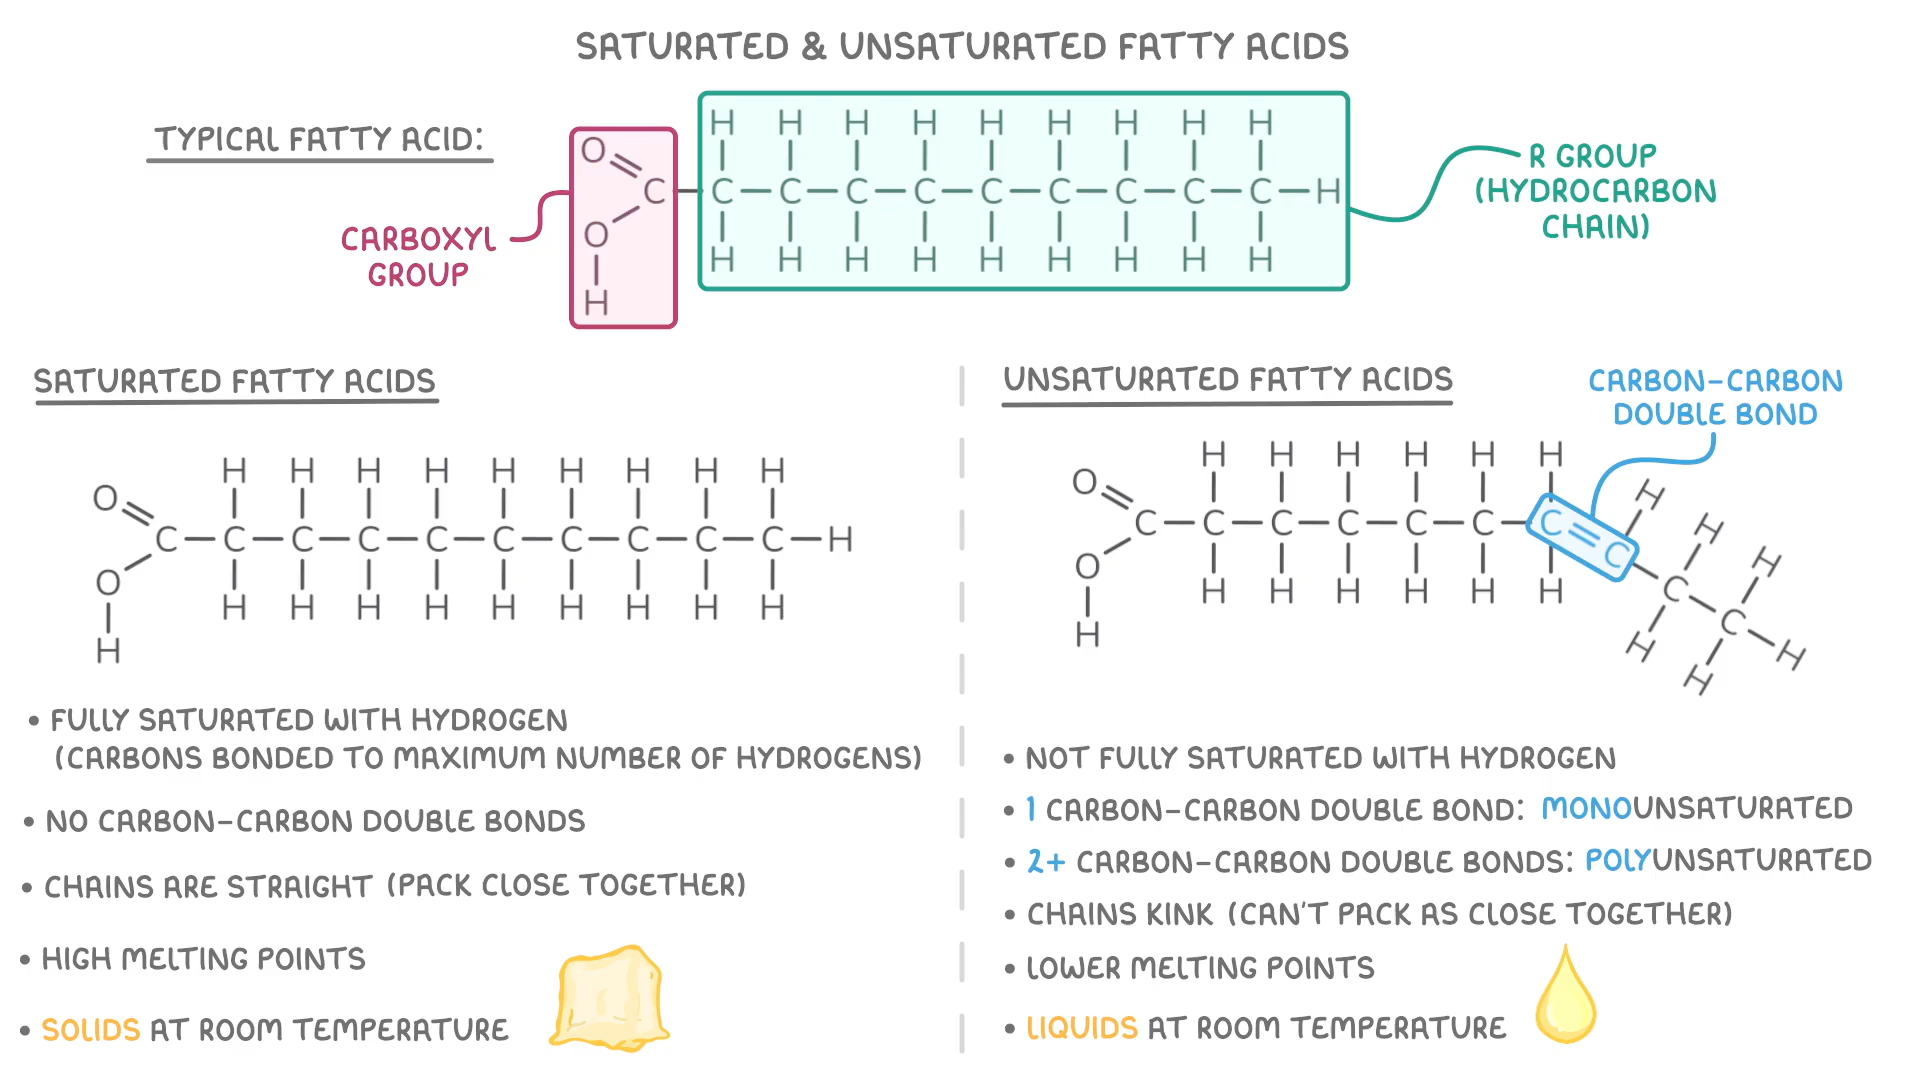 SATURATED & UNSATURATED FATTY ACIDS
TYPICAL FATTY ACID:
CARBOXYL
GROUP
H H H H H H H H H
O
C — C — C — C — C — C — C — C — C — C — H
O
H H H H H H H H H
H
R GROUP
(HYDROCARBON
CHAIN)
SATURATED FATTY ACIDS
H H H H H H H H H
O
C — C — C — C — C — C — C — C — C — C — H
O
H H H H H H H H H
H
• FULLY SATURATED WITH HYDROGEN
(CARBONS BONDED TO MAXIMUM NUMBER OF HYDROGENS)
• NO CARBON-CARBON DOUBLE BONDS
• CHAINS ARE STRAIGHT (PACK CLOSE TOGETHER)
• HIGH MELTING POINTS
• SOLIDS AT ROOM TEMPERATURE
UNSATURATED FATTY ACIDS
CARBON-CARBON
DOUBLE BOND
H H H H H H
O H H H
C — C — C — C — C — C — C = C — C — C — H
O
H H H H H H H H
H
• NOT FULLY SATURATED WITH HYDROGEN
• 1 CARBON-CARBON DOUBLE BOND: MONOUNSATURATED
• 2+ CARBON-CARBON DOUBLE BONDS: POLYUNSATURATED
• CHAINS KINK (CAN'T PACK AS CLOSE TOGETHER)
• LOWER MELTING POINTS
• LIQUIDS AT ROOM TEMPERATURE